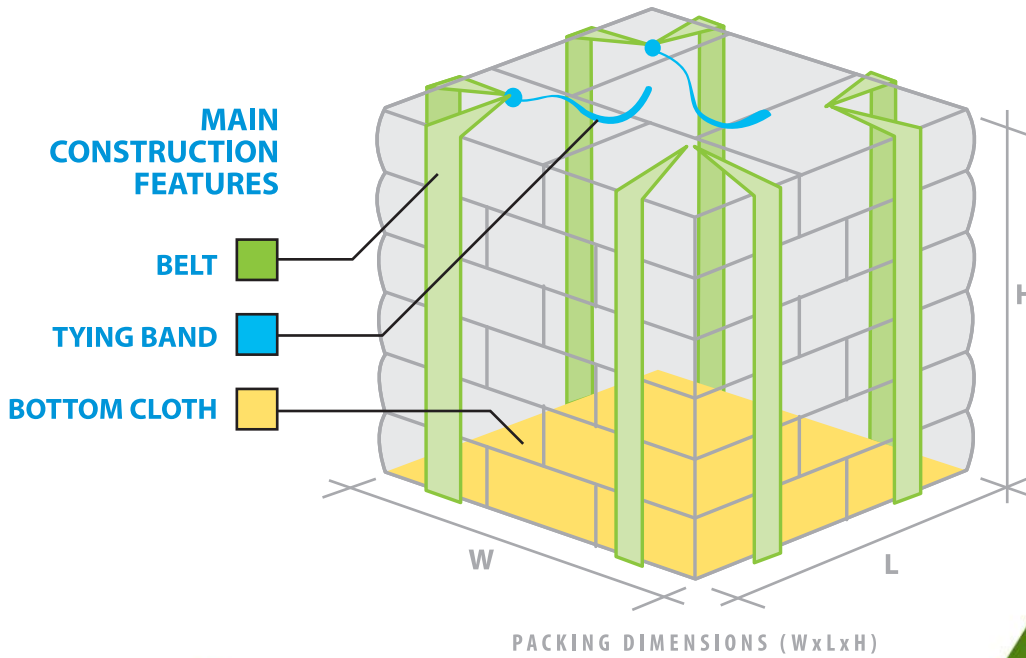 MAIN
CONSTRUCTION
FEATURES
BELT
TYING BAND
BOTTOM CLOTH
H
W
L
PACKING DIMENSIONS (WxLxH)